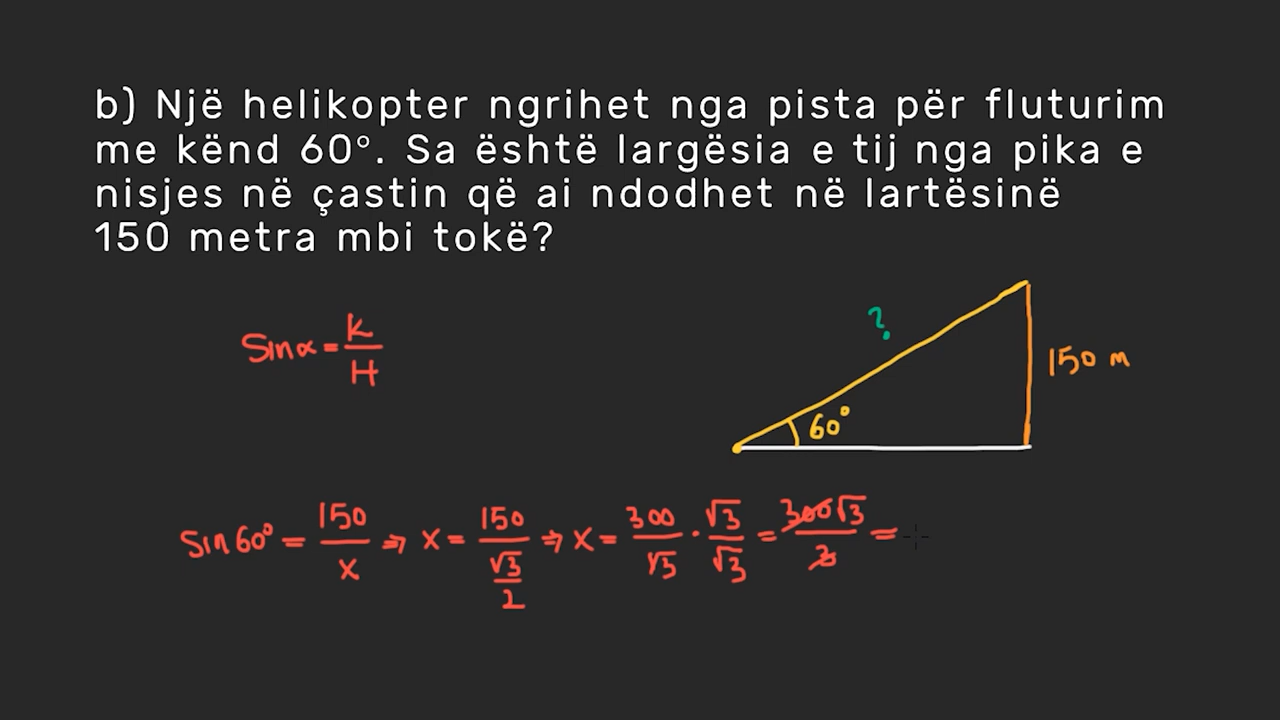 b) Një helikopter ngrihet nga pista për fluturim
me kënd 60°. Sa është largësia e tij nga pika e
nisjes në çastin që ai ndodhet në lartësinë
150 metra mbi tokë?
Sin α = K/H
?
150 m
60°
Sin 60° = 150/x ⇒ x = 150/(√3/2) ⇒ x = 300/√3 · √3/√3 = 300√3/3 =